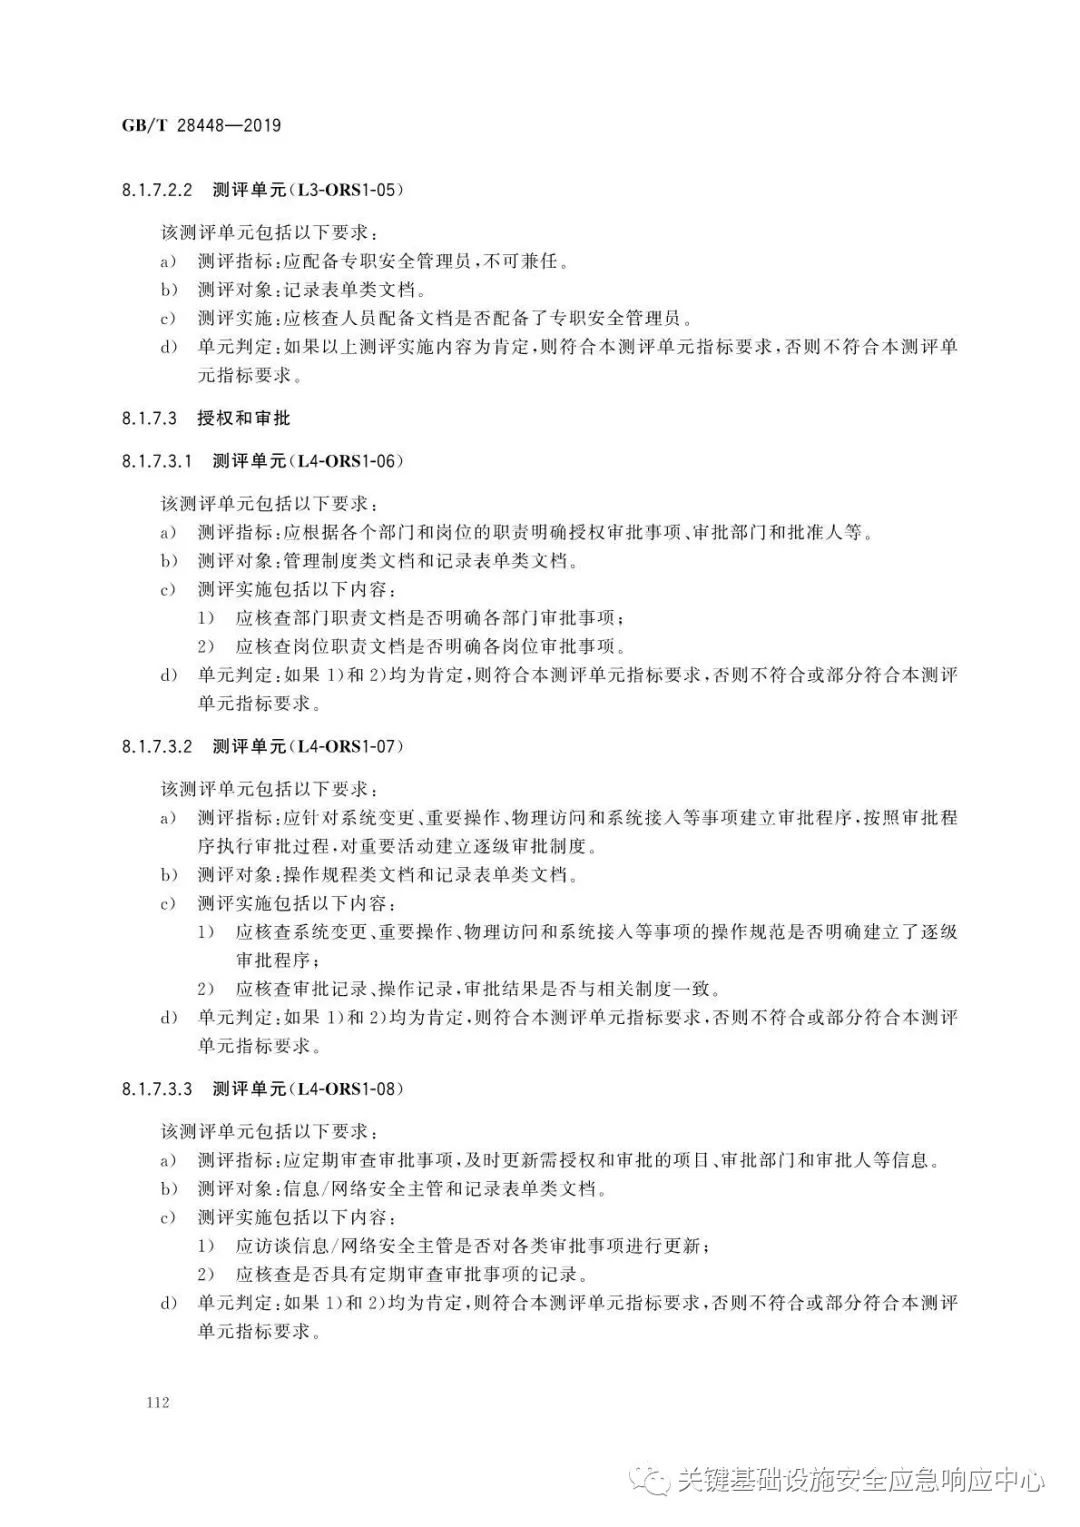 GB/T 28448—2019
8.1.7.2.2 测评单元(L3-ORS1-05)
该测评单元包括以下要求:
a) 测评指标:应配备专职安全管理员,不可兼任。
b) 测评对象:记录表单类文档。
c) 测评实施:应核查人员配备文档是否配备了专职安全管理员。
d) 单元判定:如果以上测评实施内容为肯定,则符合本测评单元指标要求,否则不符合本测评单
元指标要求。
8.1.7.3 授权和审批
8.1.7.3.1 测评单元(L4-ORS1-06)
该测评单元包括以下要求:
a) 测评指标:应根据各个部门和岗位的职责明确授权审批事项、审批部门和批准人等。
b) 测评对象:管理制度类文档和记录表单类文档。
c) 测评实施包括以下内容:
1) 应核查部门职责文档是否明确各部门审批事项;
2) 应核查岗位职责文档是否明确各岗位审批事项。
d) 单元判定:如果 1)和 2)均为肯定,则符合本测评单元指标要求,否则不符合或部分符合本测评
单元指标要求。
8.1.7.3.2 测评单元(L4-ORS1-07)
该测评单元包括以下要求:
a) 测评指标:应针对系统变更、重要操作、物理访问和系统接入等事项建立审批程序,按照审批程
序执行审批过程,对重要活动建立逐级审批制度。
b) 测评对象:操作规程类文档和记录表单类文档。
c) 测评实施包括以下内容:
1) 应核查系统变更、重要操作、物理访问和系统接入等事项的操作规范是否明确建立了逐级
审批程序;
2) 应核查审批记录、操作记录,审批结果是否与相关制度一致。
d) 单元判定:如果 1)和 2)均为肯定,则符合本测评单元指标要求,否则不符合或部分符合本测评
单元指标要求。
8.1.7.3.3 测评单元(L4-ORS1-08)
该测评单元包括以下要求:
a) 测评指标:应定期审查审批事项,及时更新需授权和审批的项目、审批部门和审批人等信息。
b) 测评对象:信息/网络安全主管和记录表单类文档。
c) 测评实施包括以下内容:
1) 应访谈信息/网络安全主管是否对各类审批事项进行更新;
2) 应核查是否具有定期审查审批事项的记录。
d) 单元判定:如果 1)和 2)均为肯定,则符合本测评单元指标要求,否则不符合或部分符合本测评
单元指标要求。
112
关键基础设施安全应急响应中心